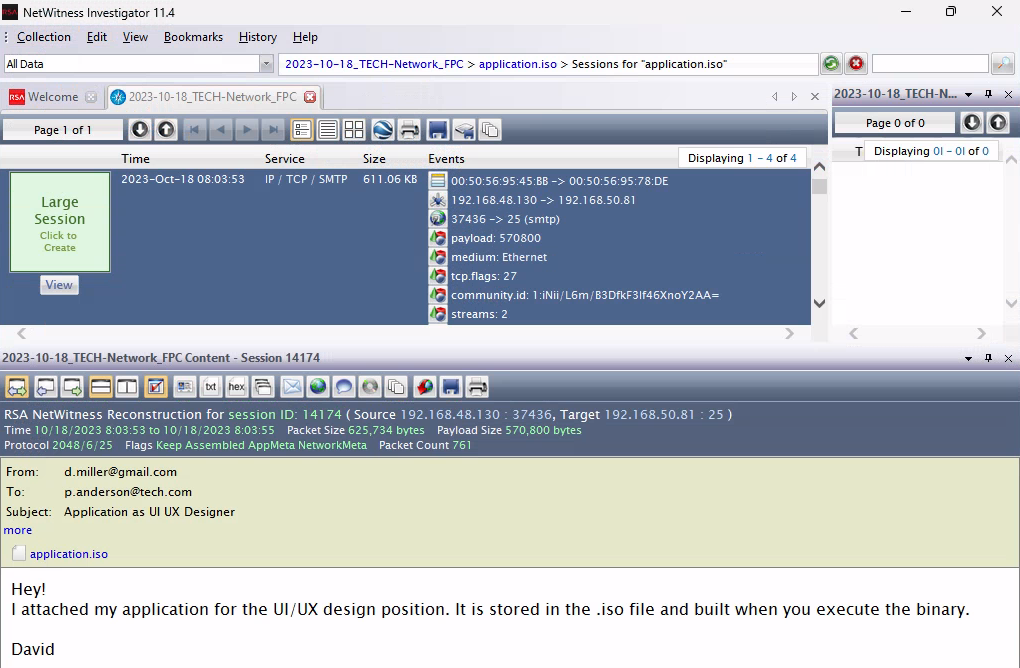 RSA NetWitness Investigator 11.4
Collection Edit View Bookmarks History Help
All Data 2023-10-18_TECH-Network_FPC > application.iso > Sessions for "application.iso"
RSA Welcome 2023-10-18_TECH-Network_FPC 2023-10-18_TECH-N...
Page 1 of 1 Page 0 of 0
Time Service Size Events Displaying 1 - 4 of 4 T Displaying 0l - 0l of 0
2023-Oct-18 08:03:53 IP / TCP / SMTP 611.06 KB 00:50:56:95:45:BB -> 00:50:56:95:78:DE
Large
Session
Click to
Create
View
192.168.48.130 -> 192.168.50.81
37436 -> 25 (smtp)
payload: 570800
medium: Ethernet
tcp.flags: 27
community.id: 1:iNii/L6m/B3DfkF3lf46XnoY2AA=
streams: 2
2023-10-18_TECH-Network_FPC Content - Session 14174
txt hex
RSA NetWitness Reconstruction for session ID: 14174 ( Source 192.168.48.130 : 37436, Target 192.168.50.81 : 25 )
Time 10/18/2023 8:03:53 to 10/18/2023 8:03:55 Packet Size 625,734 bytes Payload Size 570,800 bytes
Protocol 2048/6/25 Flags Keep Assembled AppMeta NetworkMeta Packet Count 761
From: d.miller@gmail.com
To: p.anderson@tech.com
Subject: Application as UI UX Designer
more
application.iso
Hey!
I attached my application for the UI/UX design position. It is stored in the .iso file and built when you execute the binary.
David